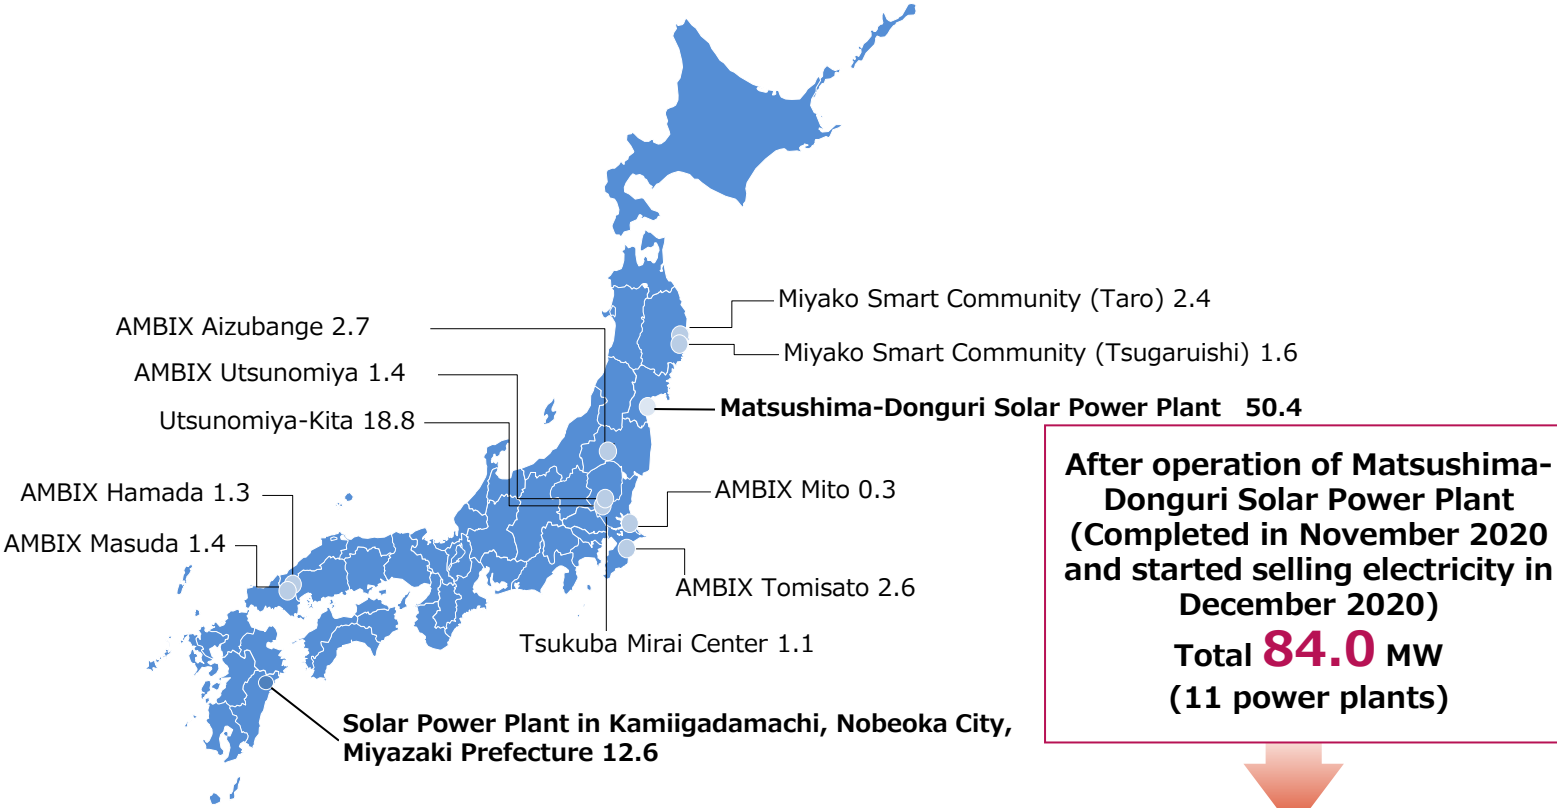 Miyako Smart Community (Taro) 2.4
AMBIX Aizubange 2.7
Miyako Smart Community (Tsugaruishi) 1.6
AMBIX Utsunomiya 1.4
Matsushima-Donguri Solar Power Plant 50.4
Utsunomiya-Kita 18.8
AMBIX Hamada 1.3
AMBIX Mito 0.3
AMBIX Masuda 1.4
AMBIX Tomisato 2.6
Tsukuba Mirai Center 1.1
Solar Power Plant in Kamiigadamachi, Nobeoka City,
Miyazaki Prefecture 12.6
After operation of Matsushima-
Donguri Solar Power Plant
(Completed in November 2020
and started selling electricity in
December 2020)
Total 84.0 MW
(11 power plants)